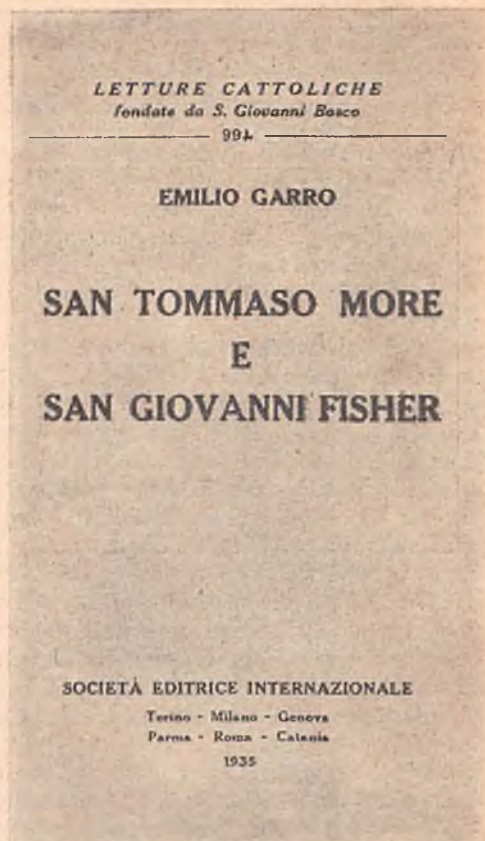 LETTURE CATTOLICHE
fondate da S. Giovanni Bosco
EMILIO GARRO
SAN TOMMASO MORE
E
SAN GIOVANNI FISHER
SOCIETÀ EDITRICE INTERNAZIONALE
Torino - Milano - Genova
Parma - Roma - Catania
1935